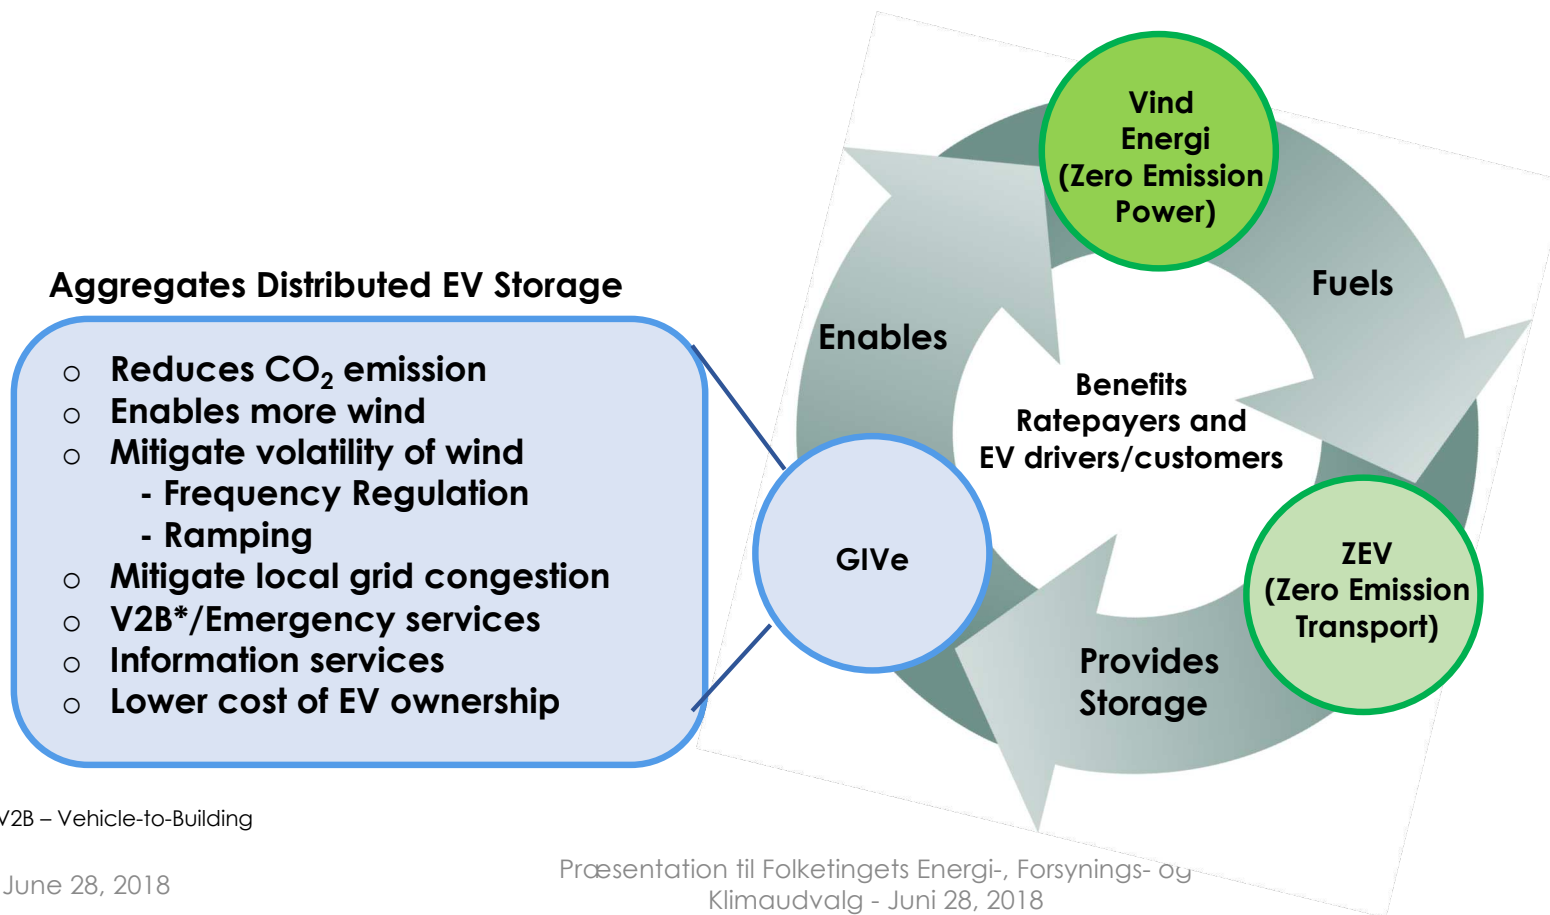 Vind
Energi
(Zero Emission
Power)
Fuels
Enables
Aggregates Distributed EV Storage
o Reduces CO₂ emission
o Enables more wind
o Mitigate volatility of wind
- Frequency Regulation
- Ramping
o Mitigate local grid congestion
o V2B*/Emergency services
o Information services
o Lower cost of EV ownership
Benefits
Ratepayers and
EV drivers/customers
GIVe
ZEV
(Zero Emission
Transport)
Provides
Storage
V2B – Vehicle-to-Building
June 28, 2018
Præsentation til Folketingets Energi-, Forsynings- og
Klimaudvalg - Juni 28, 2018